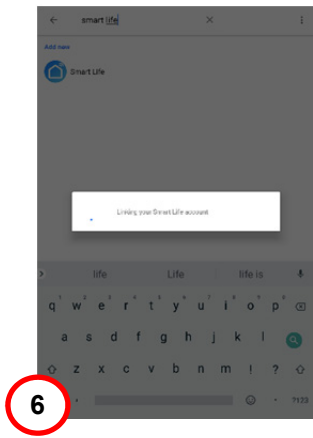 smart life
Add new
Smart Life
Linking your Smart Life account
life Life life is
q w e r t y u i o p
a s d f g h j k l
z x c v b n m ! ?
?123
6